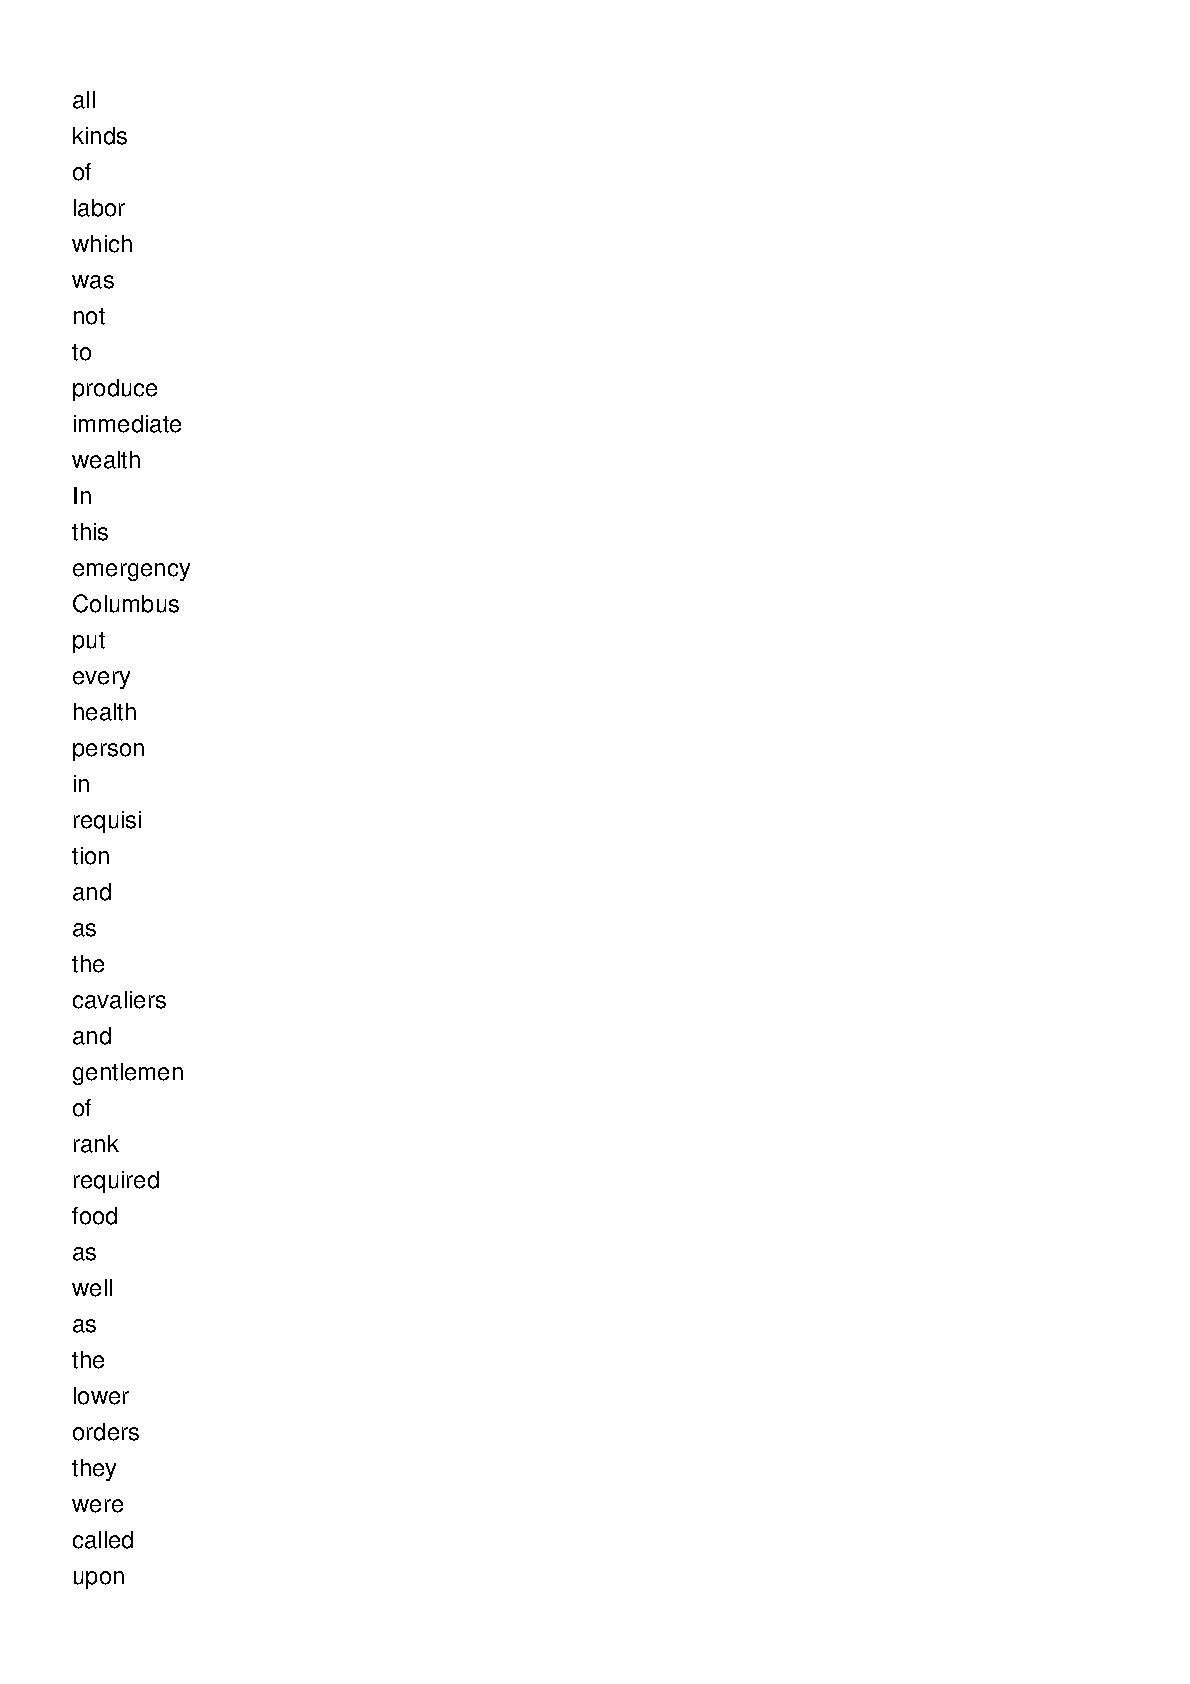 all
kinds
of
labor
which
was
not
to
produce
immediate
wealth
In
this
emergency
Columbus
put
every
health
person
in
requisi
tion
and
as
the
cavaliers
and
gentlemen
of
rank
required
food
as
well
as
the
lower
orders
they
were
called
upon